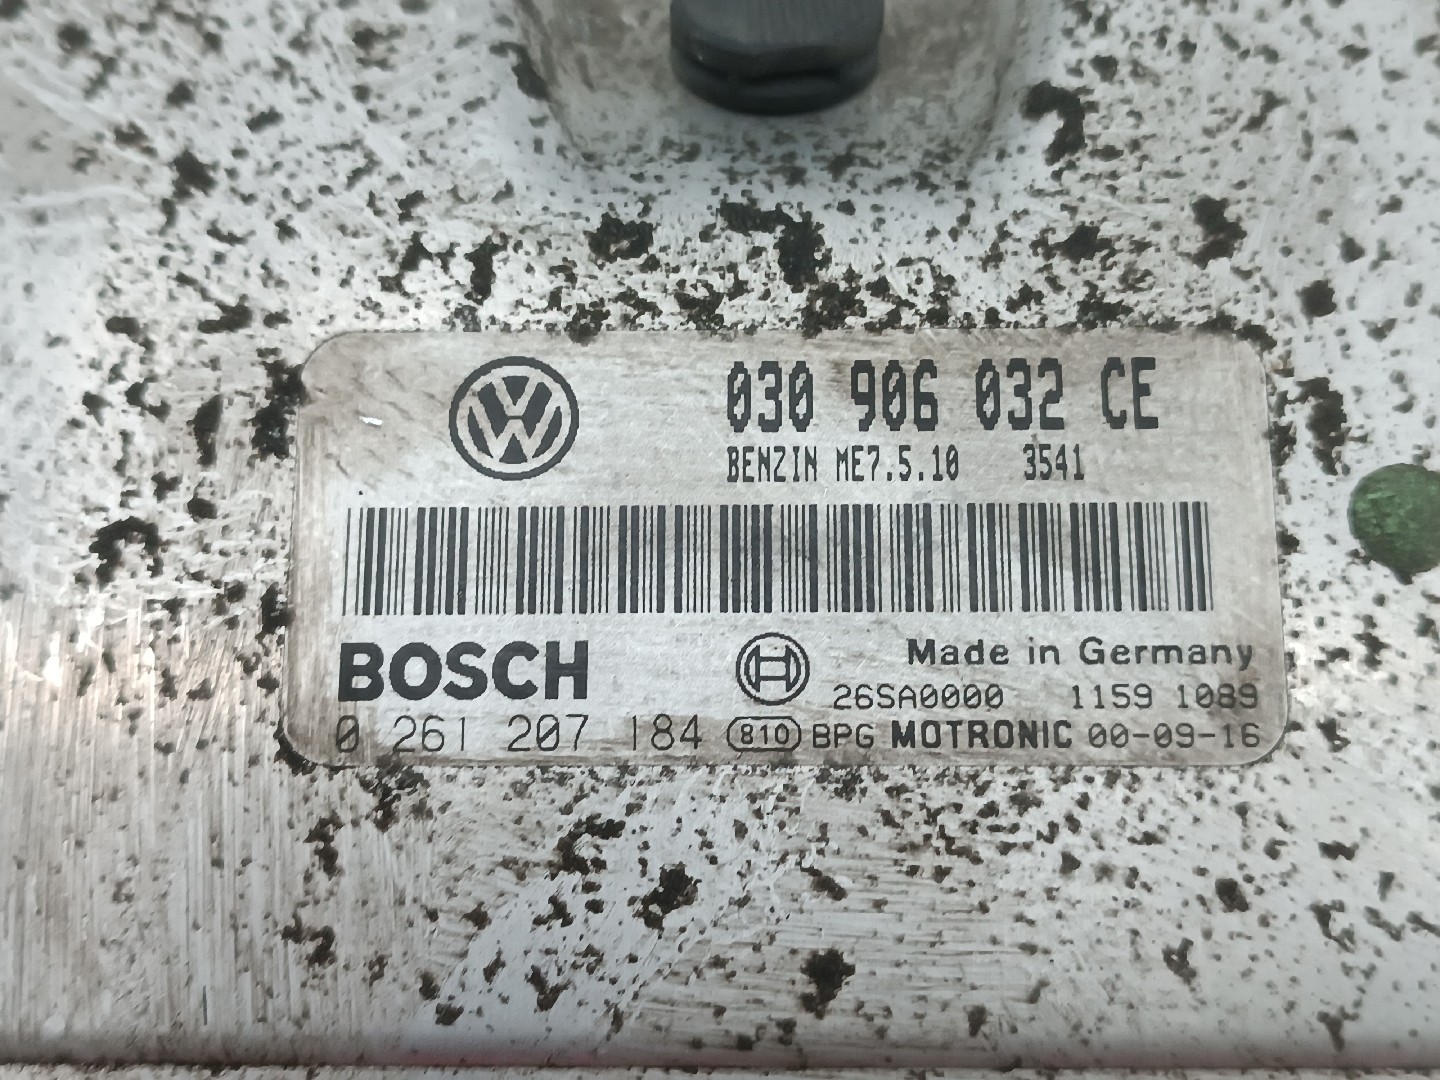 030 906 032 CE
BENZIN ME7.5.10 3541
BOSCH
Made in Germany
26SA0000 1159 1089
0 261 207 184 810 BPG MOTRONIC 00-09-16